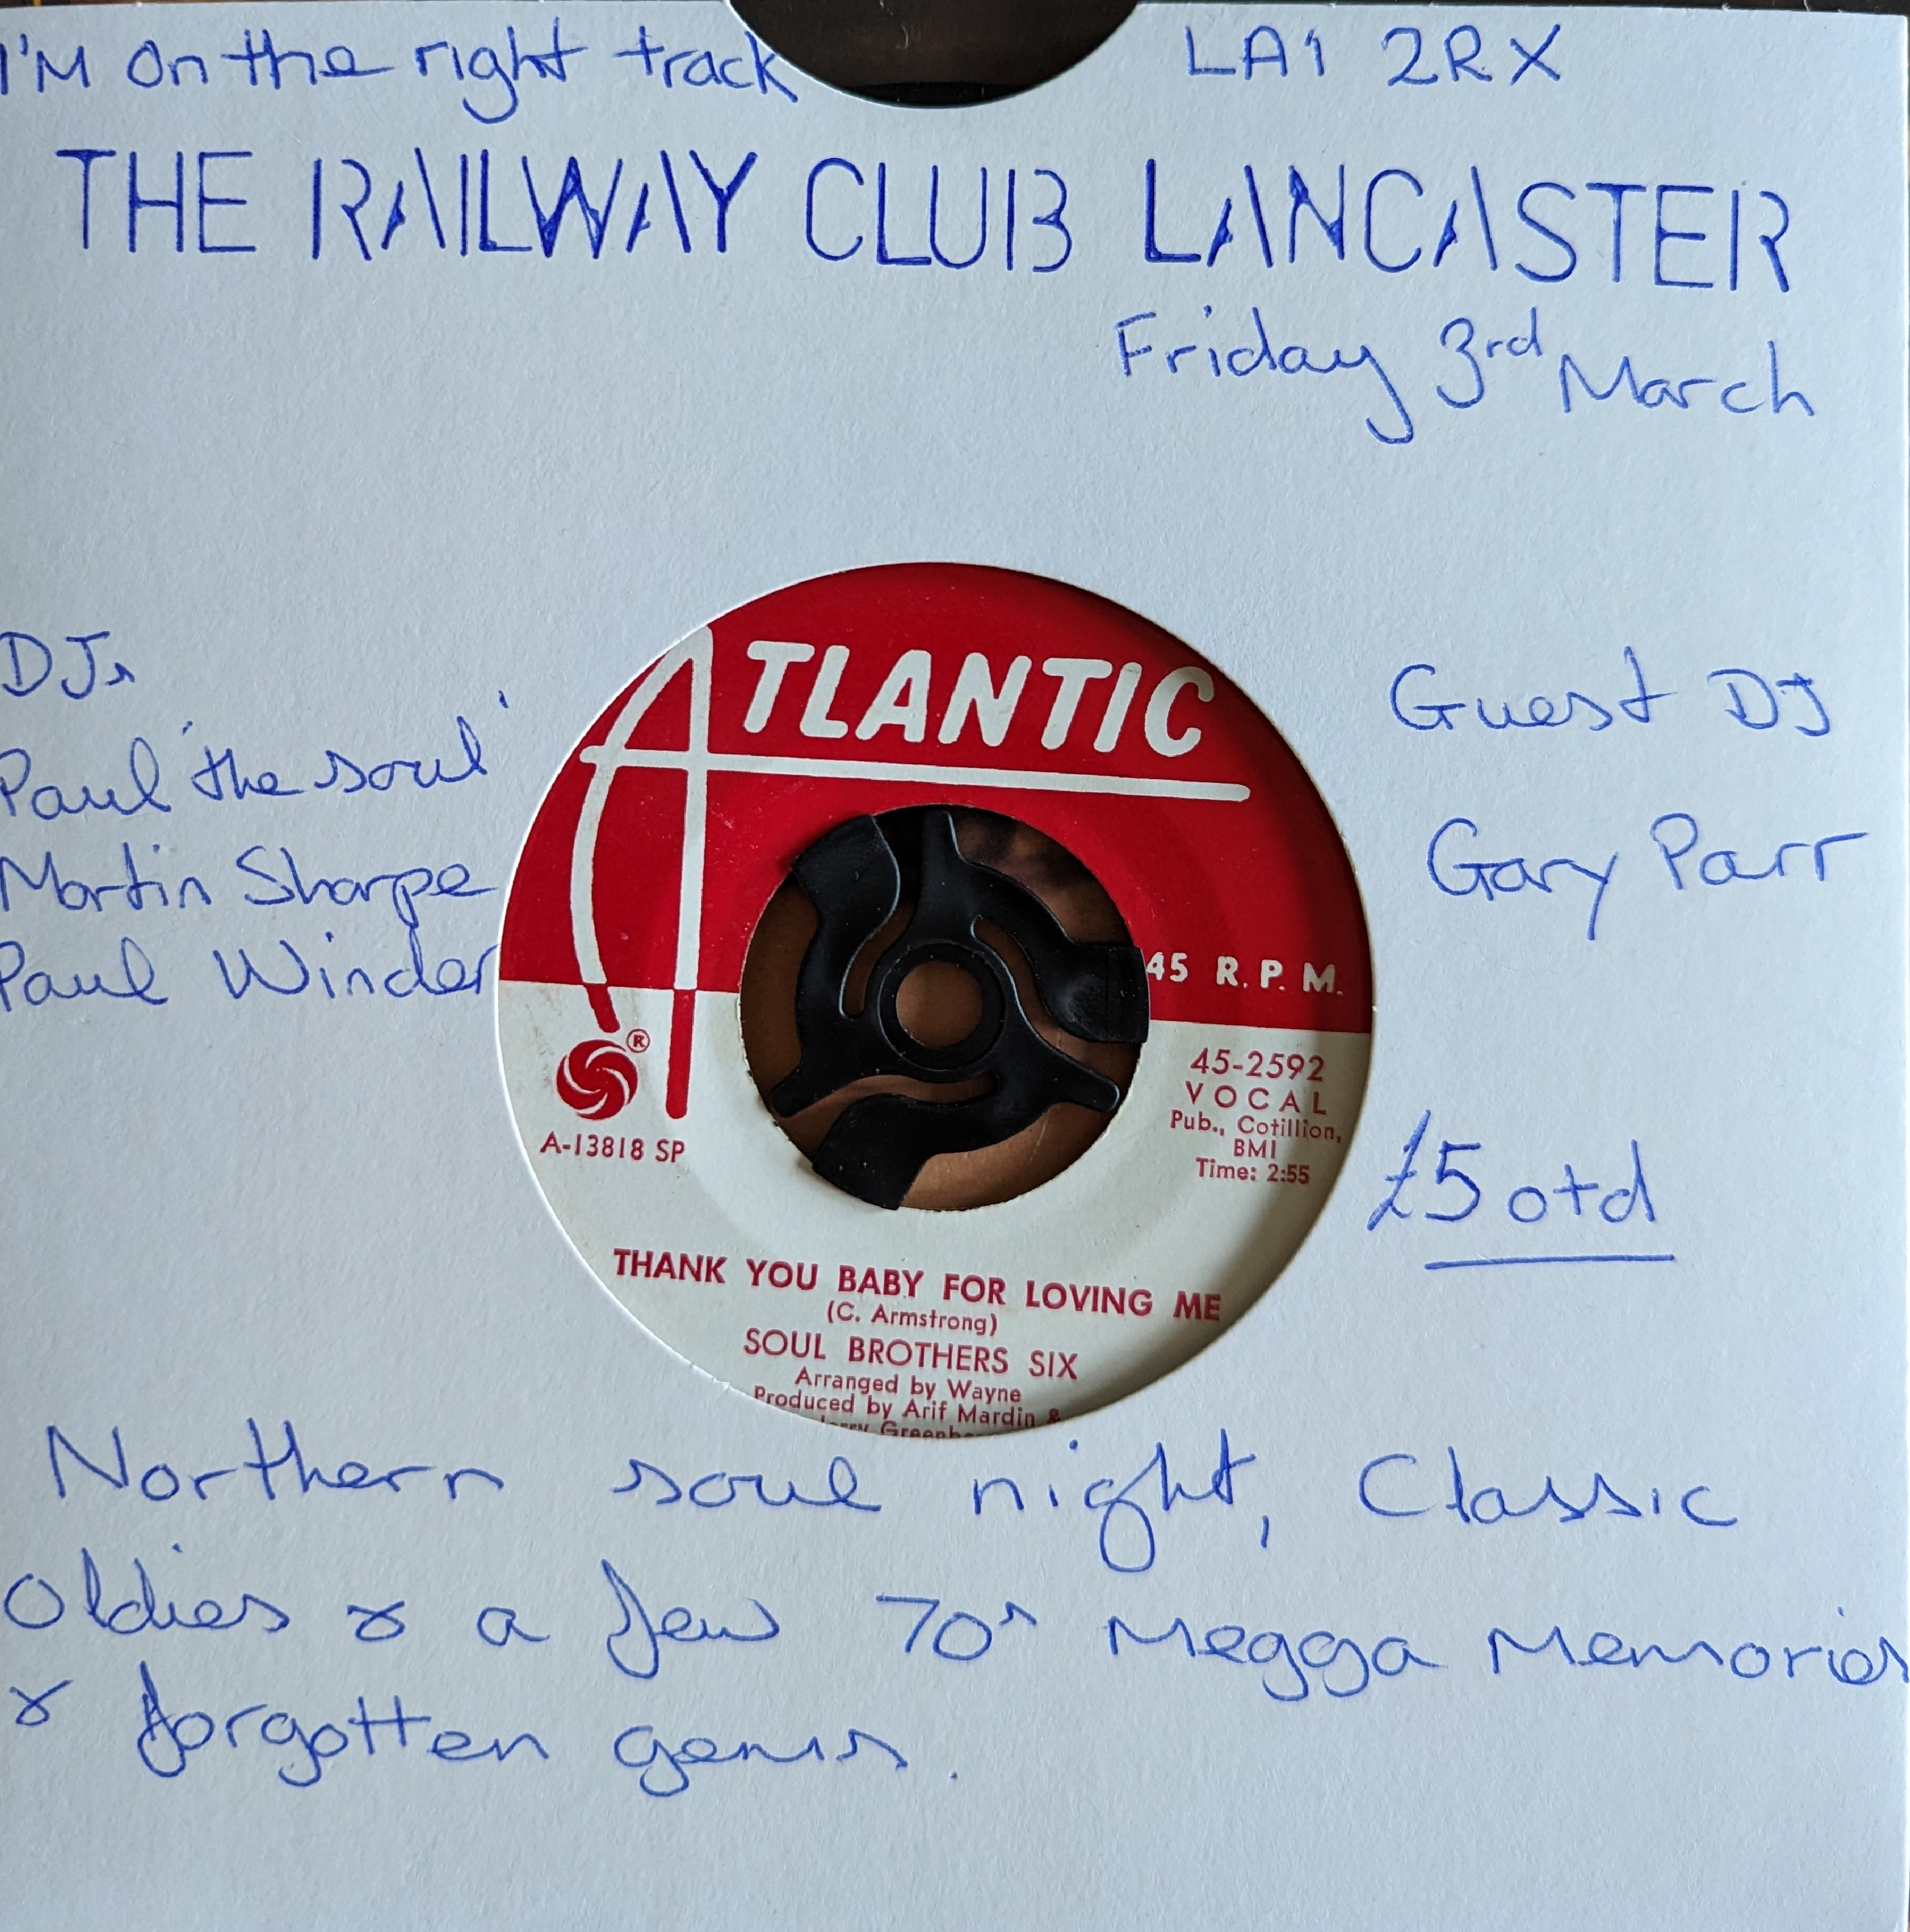 I'M on the right track
LA1 2RX
THE RAILWAY CLUB LANCASTER
Friday 3rd March
DJs
Paul 'the soul'
Martin Sharpe
Paul Winder
Guest DJ
Gary Parr
£5 otd
ATLANTIC
45 R.P.M.
®
A-13818 SP
45-2592
VOCAL
Pub., Cotillion,
BMI
Time: 2:55
THANK YOU BABY FOR LOVING ME
(C. Armstrong)
SOUL BROTHERS SIX
Arranged by Wayne
Produced by Arif Mardin &
Northern soul night, Classic
Oldies & a few 70s Megga Memories
& forgotten gems.